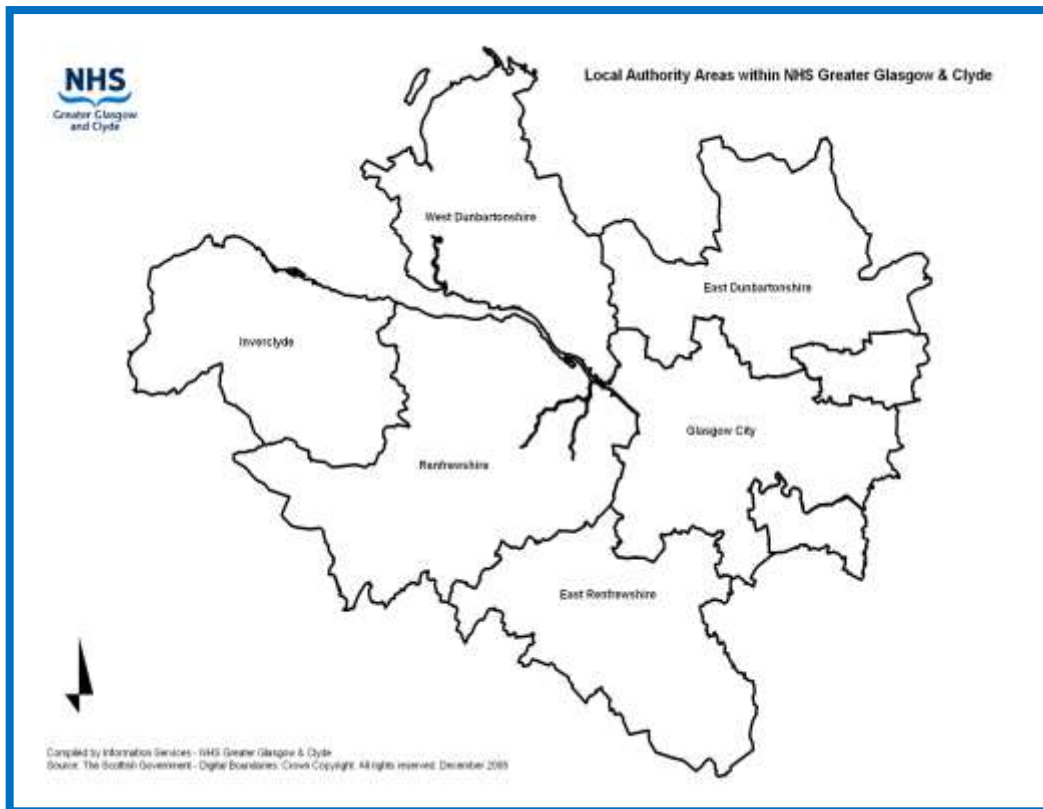 NHS
Greater Glasgow
and Clyde
Local Authority Areas within NHS Greater Glasgow & Clyde
West Dunbartonshire
East Dunbartonshire
Inverclyde
Glasgow City
Renfrewshire
East Renfrewshire
Compiled by Information Services - NHS Greater Glasgow & Clyde
Source: The Scottish Government - Digital Boundaries: Crown Copyright. All rights reserved. December